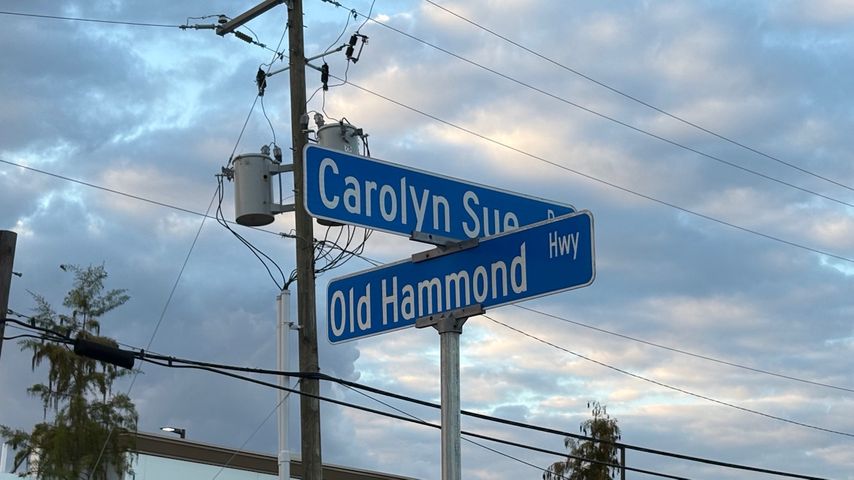 Carolyn Sue
Old Hammond Hwy